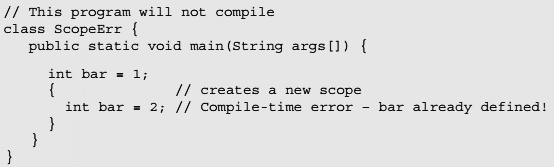 // This program will not compile
class ScopeErr {
   public static void main(String args[]) {
     int bar = 1;
     {               // creates a new scope
       int bar = 2; // Compile-time error – bar already defined!
     }
   }
}